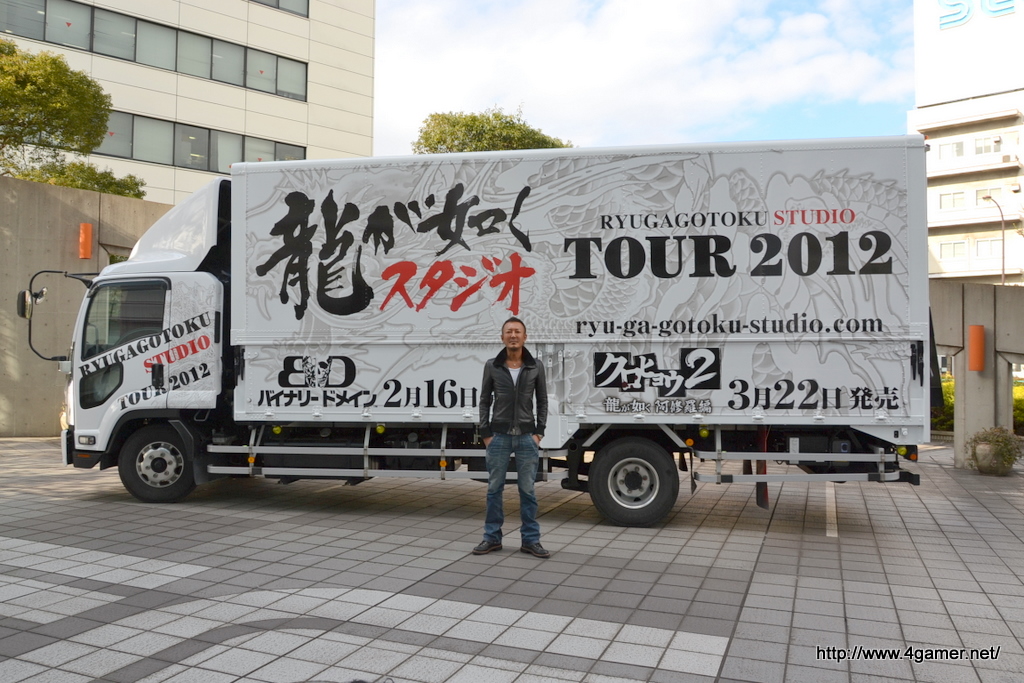 龍が如く
スタジオ
RYUGAGOTOKU STUDIO
TOUR 2012
ryu-ga-gotoku-studio.com
RYUGAGOTOKU
STUDIO
TOUR 2012
バイナリー ドメイン 2月16日
クロヒョウ2
龍が如く 阿修羅編
3月22日 発売
http://www.4gamer.net/